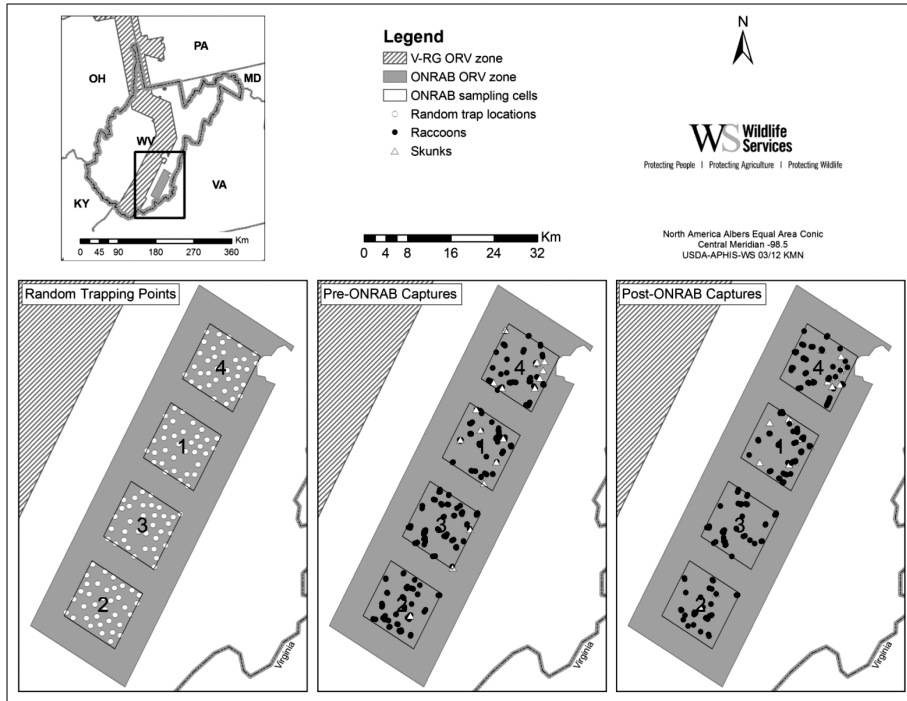 PA
OH
MD
WV
VA
KY
Km
0 45 90 180 270 360
Legend
V-RG ORV zone
ONRAB ORV zone
ONRAB sampling cells
Random trap locations
Raccoons
Skunks
Km
0 2 4 8 16 24 32
N
WS Wildlife
Services
Protecting People | Protecting Agriculture | Protecting Wildlife
North America Albers Equal Area Conic
Central Meridian -98.5
USDA-APHIS-WS 03/12 KMN
Random Trapping Points
4
1
3
2
Virginia
Pre-ONRAB Captures
4
1
3
2
Virginia
Post-ONRAB Captures
4
1
3
2
Virginia